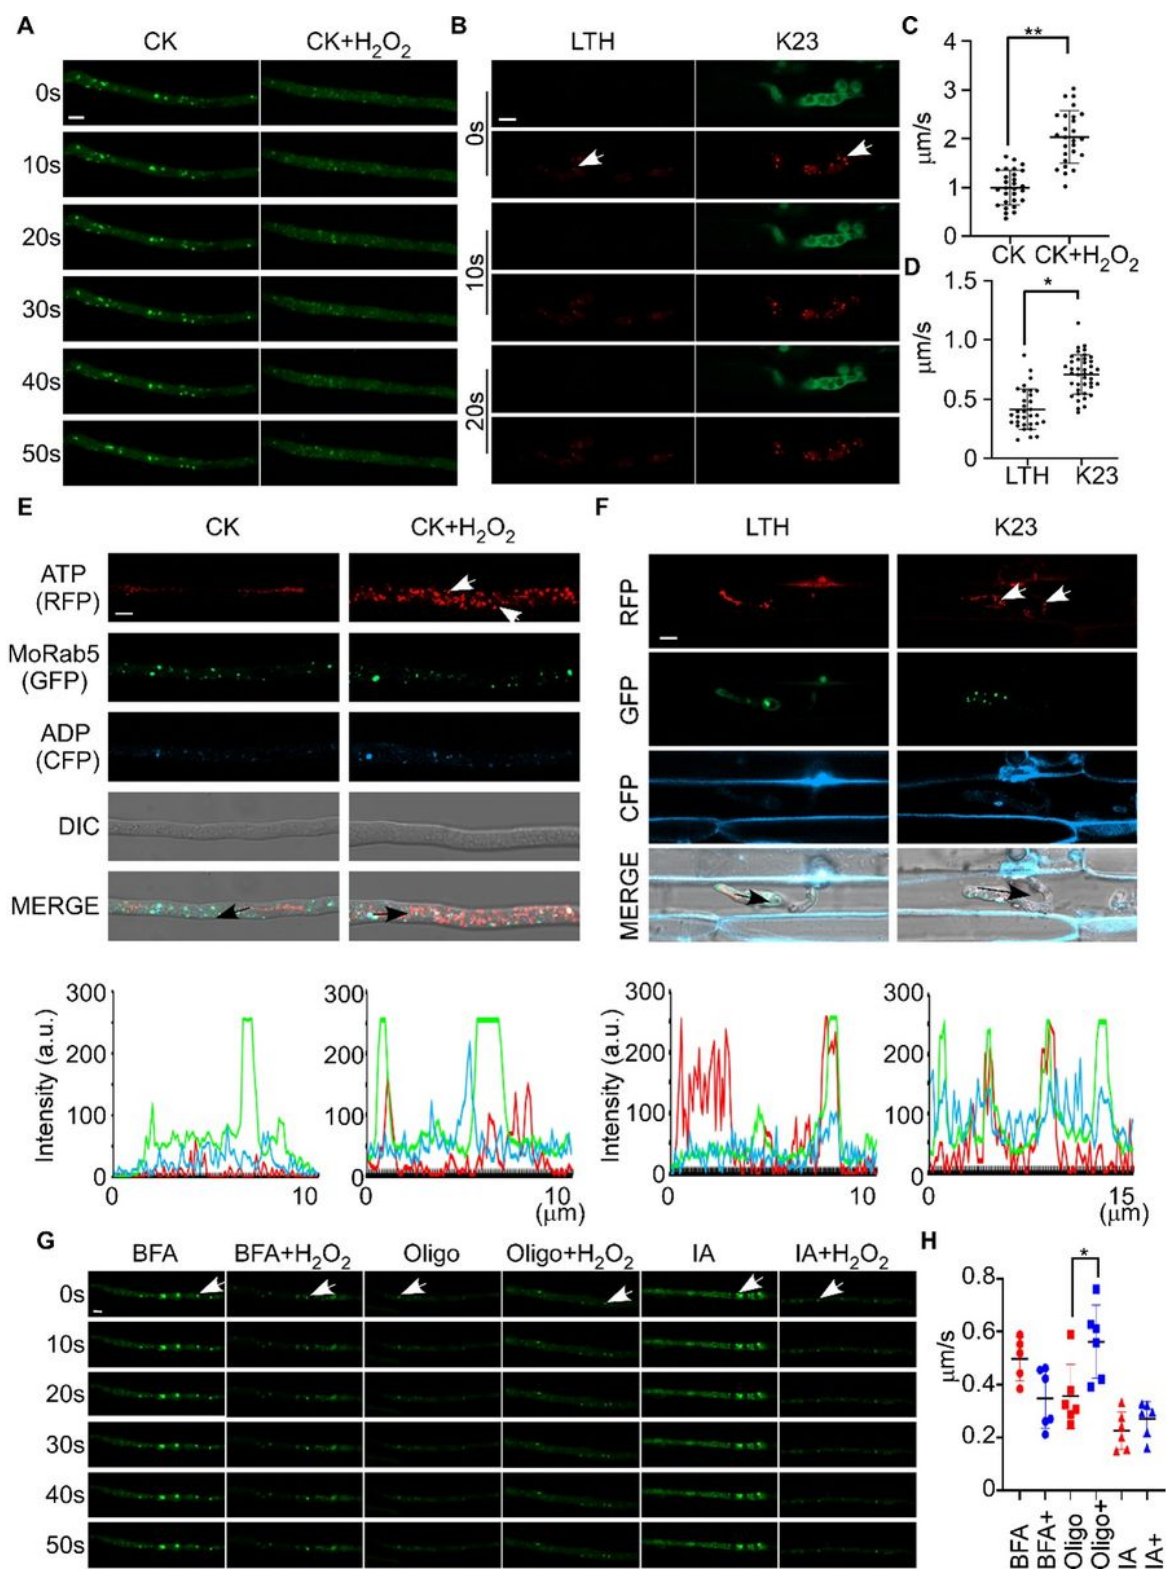 A
CK
CK+H₂O₂
0s
10s
20s
30s
40s
50s
B
LTH
K23
0s
10s
20s
C
4
3
2
1
0
μm/s
**
CK
CK+H₂O₂
D
1.5
1.0
0.5
0
μm/s
*
LTH
K23
E
CK
CK+H₂O₂
ATP
(RFP)
MoRab5
(GFP)
ADP
(CFP)
DIC
MERGE
Intensity (a.u.)
300
200
100
0
0
10
300
200
100
0
0
10
(μm)
F
LTH
K23
RFP
GFP
CFP
MERGE
Intensity (a.u.)
300
200
100
0
0
10
300
200
100
0
0
15
(μm)
G
BFA
BFA+H₂O₂
Oligo
Oligo+H₂O₂
IA
IA+H₂O₂
0s
10s
20s
30s
40s
50s
H
0.8
0.6
0.4
0.2
0
μm/s
*
BFA
BFA+
Oligo
Oligo+
IA
IA+